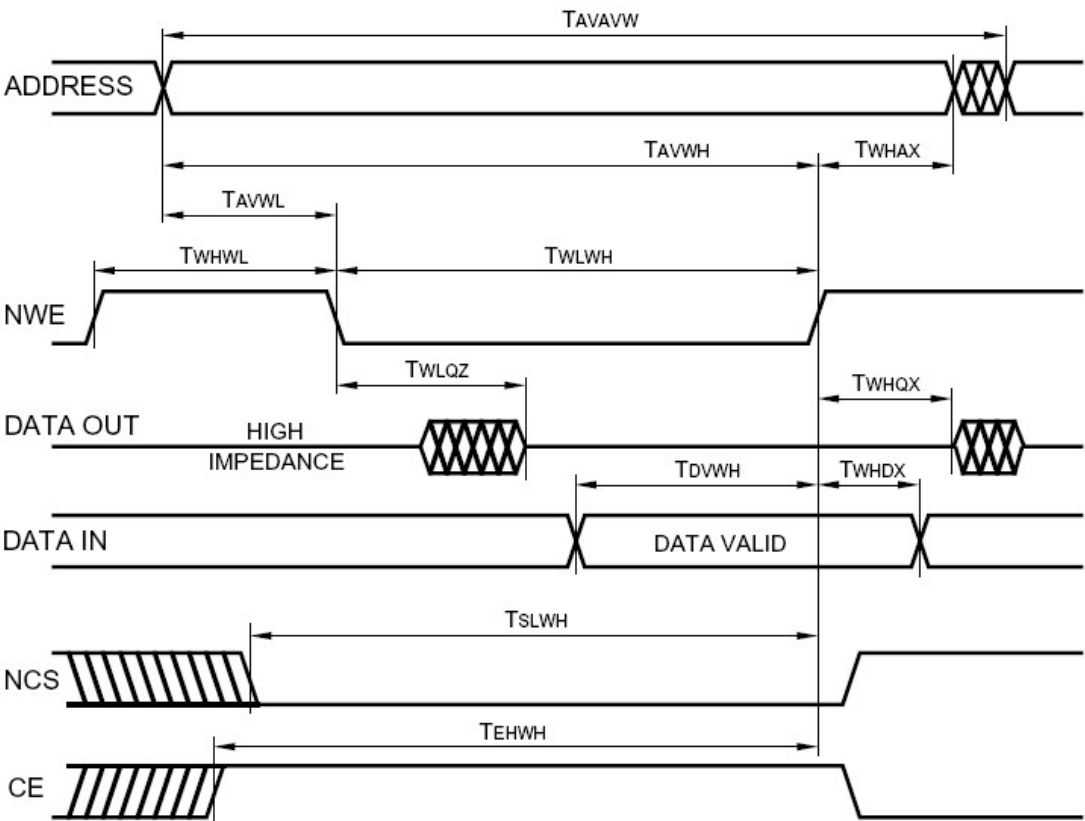 TAVAVW
ADDRESS
TAVWH
TWHAX
TAVWL
TWHWL
TWLWH
NWE
TWLQZ
TWHQX
DATA OUT
HIGH
IMPEDANCE
TDVWH
TWHDX
DATA IN
DATA VALID
TSLWH
NCS
TEHWH
CE